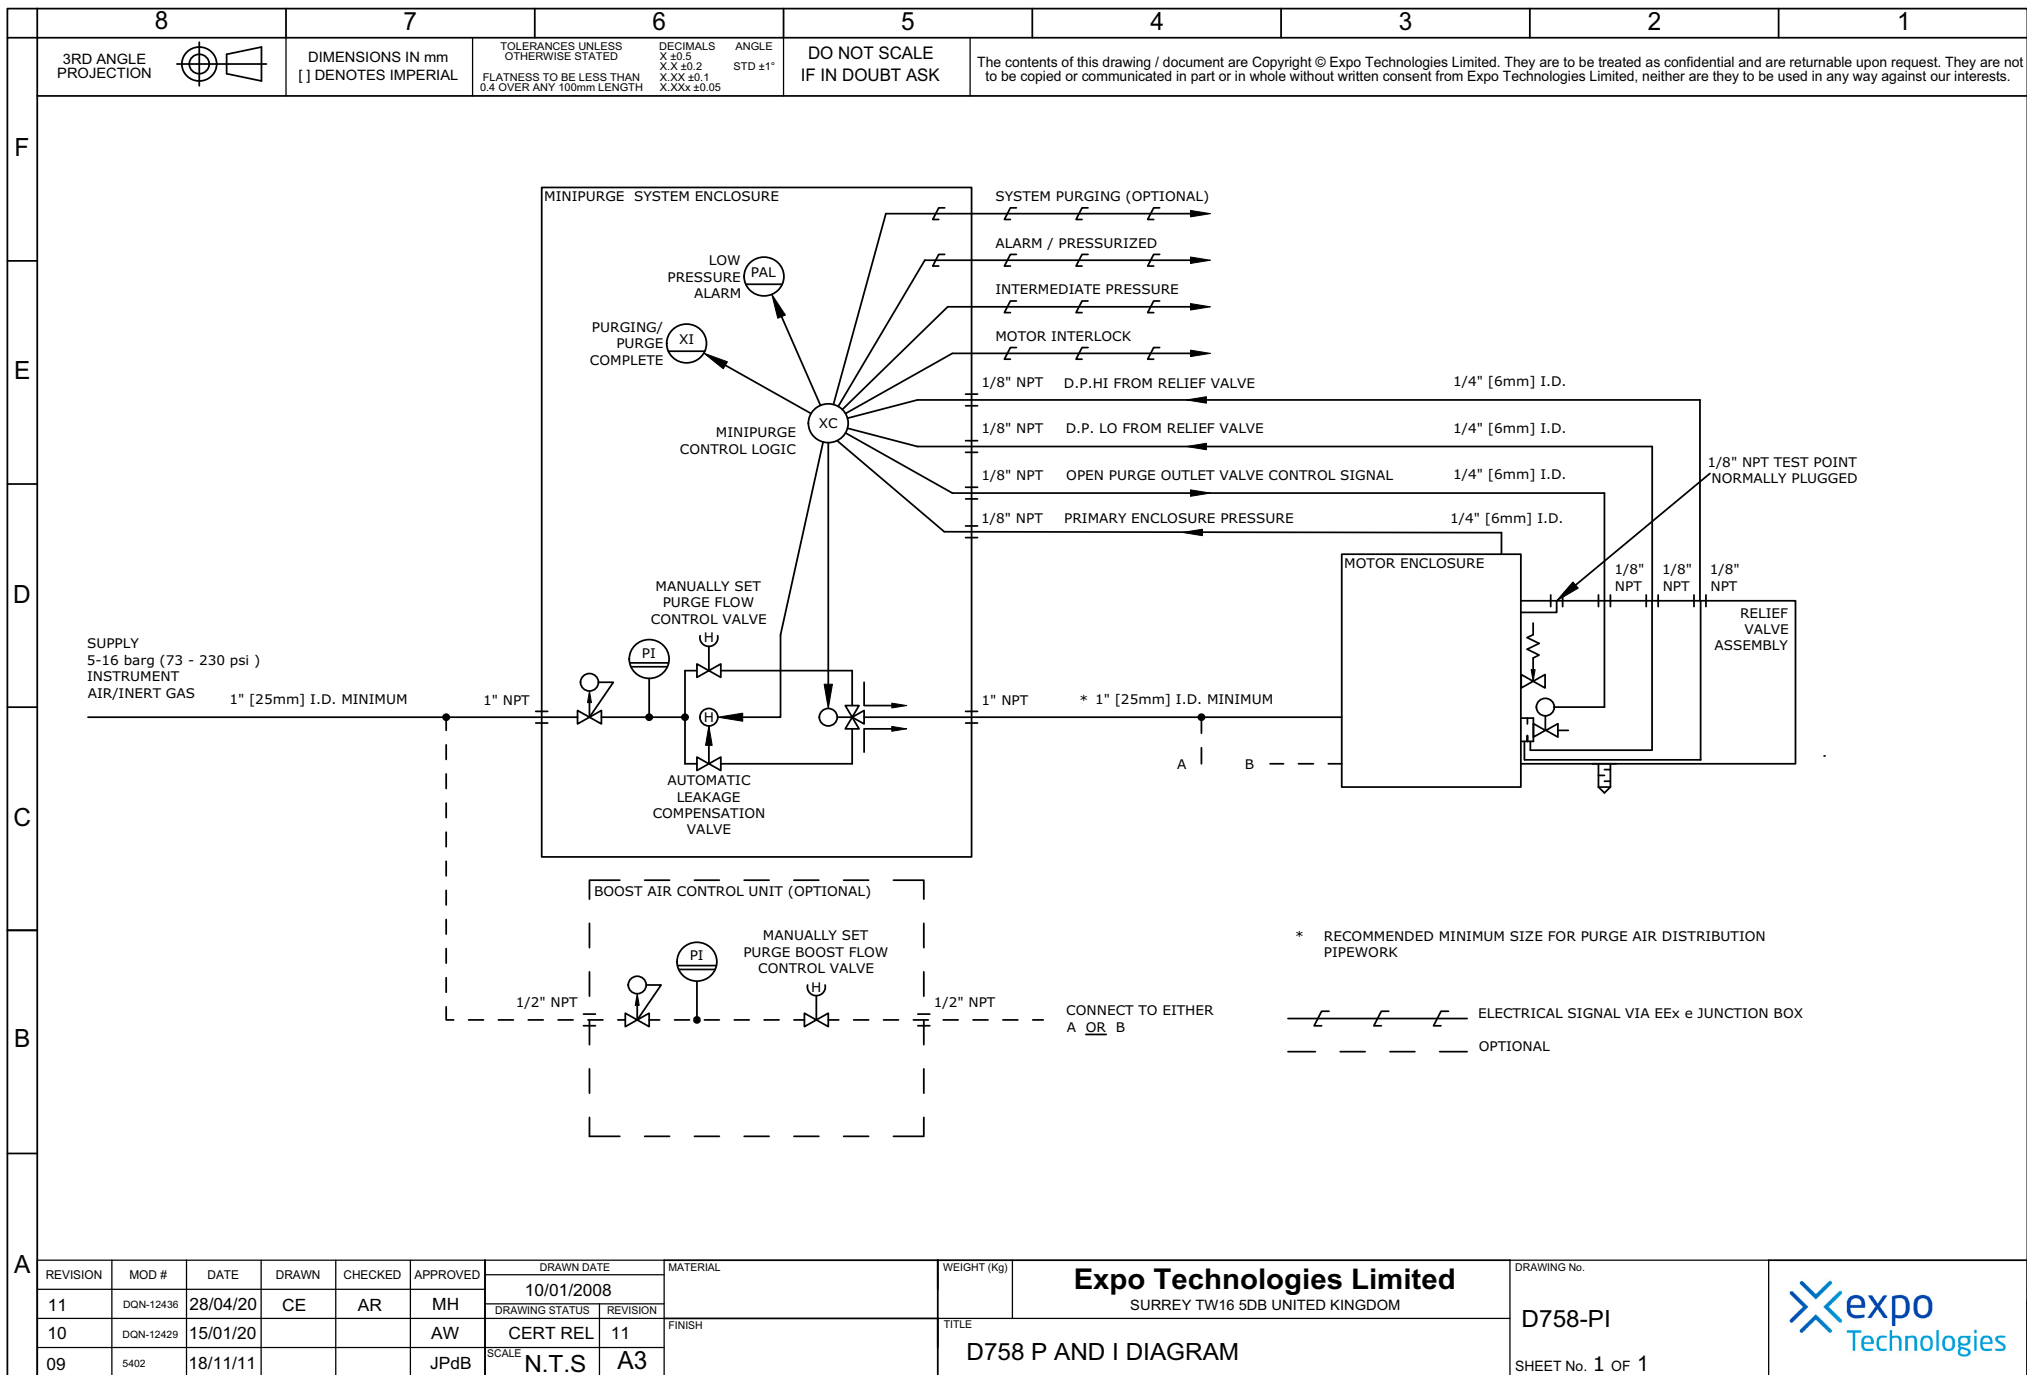 8 7 6 5 4 3 2 1
3RD ANGLE
PROJECTION
DIMENSIONS IN mm
[ ] DENOTES IMPERIAL
TOLERANCES UNLESS
OTHERWISE STATED
FLATNESS TO BE LESS THAN
0.4 OVER ANY 100mm LENGTH
DECIMALS
X ±0.5
X.X ±0.2
X.XX ±0.1
X.XXx ±0.05
ANGLE
STD ±1°
DO NOT SCALE
IF IN DOUBT ASK
The contents of this drawing / document are Copyright © Expo Technologies Limited. They are to be treated as confidential and are returnable upon request. They are not
to be copied or communicated in part or in whole without written consent from Expo Technologies Limited, neither are they to be used in any way against our interests.
F
E
D
C
B
A
MINIPURGE SYSTEM ENCLOSURE
SYSTEM PURGING (OPTIONAL)
ALARM / PRESSURIZED
INTERMEDIATE PRESSURE
MOTOR INTERLOCK
LOW
PRESSURE
ALARM
PAL
PURGING/
PURGE
COMPLETE
XI
XC
MINIPURGE
CONTROL LOGIC
1/8" NPT D.P.HI FROM RELIEF VALVE 1/4" [6mm] I.D.
1/8" NPT D.P. LO FROM RELIEF VALVE 1/4" [6mm] I.D.
1/8" NPT OPEN PURGE OUTLET VALVE CONTROL SIGNAL 1/4" [6mm] I.D.
1/8" NPT PRIMARY ENCLOSURE PRESSURE 1/4" [6mm] I.D.
1/8" NPT TEST POINT
NORMALLY PLUGGED
MOTOR ENCLOSURE
1/8" 1/8" 1/8"
NPT NPT NPT
RELIEF
VALVE
ASSEMBLY
MANUALLY SET
PURGE FLOW
CONTROL VALVE
H
PI
SUPPLY
5-16 barg (73 - 230 psi )
INSTRUMENT
AIR/INERT GAS
1" [25mm] I.D. MINIMUM
1" NPT
H
1" NPT
* 1" [25mm] I.D. MINIMUM
A
B
AUTOMATIC
LEAKAGE
COMPENSATION
VALVE
BOOST AIR CONTROL UNIT (OPTIONAL)
MANUALLY SET
PURGE BOOST FLOW
CONTROL VALVE
PI
H
1/2" NPT
1/2" NPT
CONNECT TO EITHER
A OR B
* RECOMMENDED MINIMUM SIZE FOR PURGE AIR DISTRIBUTION
PIPEWORK
ELECTRICAL SIGNAL VIA EEx e JUNCTION BOX
OPTIONAL
REVISION MOD # DATE DRAWN CHECKED APPROVED
11 DQN-12436 28/04/20 CE AR MH
10 DQN-12429 15/01/20 AW
09 5402 18/11/11 JPdB
DRAWN DATE
10/01/2008
DRAWING STATUS REVISION
CERT REL 11
SCALE N.T.S A3
MATERIAL
FINISH
WEIGHT (Kg)
Expo Technologies Limited
SURREY TW16 5DB UNITED KINGDOM
TITLE
D758 P AND I DIAGRAM
DRAWING No.
D758-PI
SHEET No. 1 OF 1
expo
Technologies